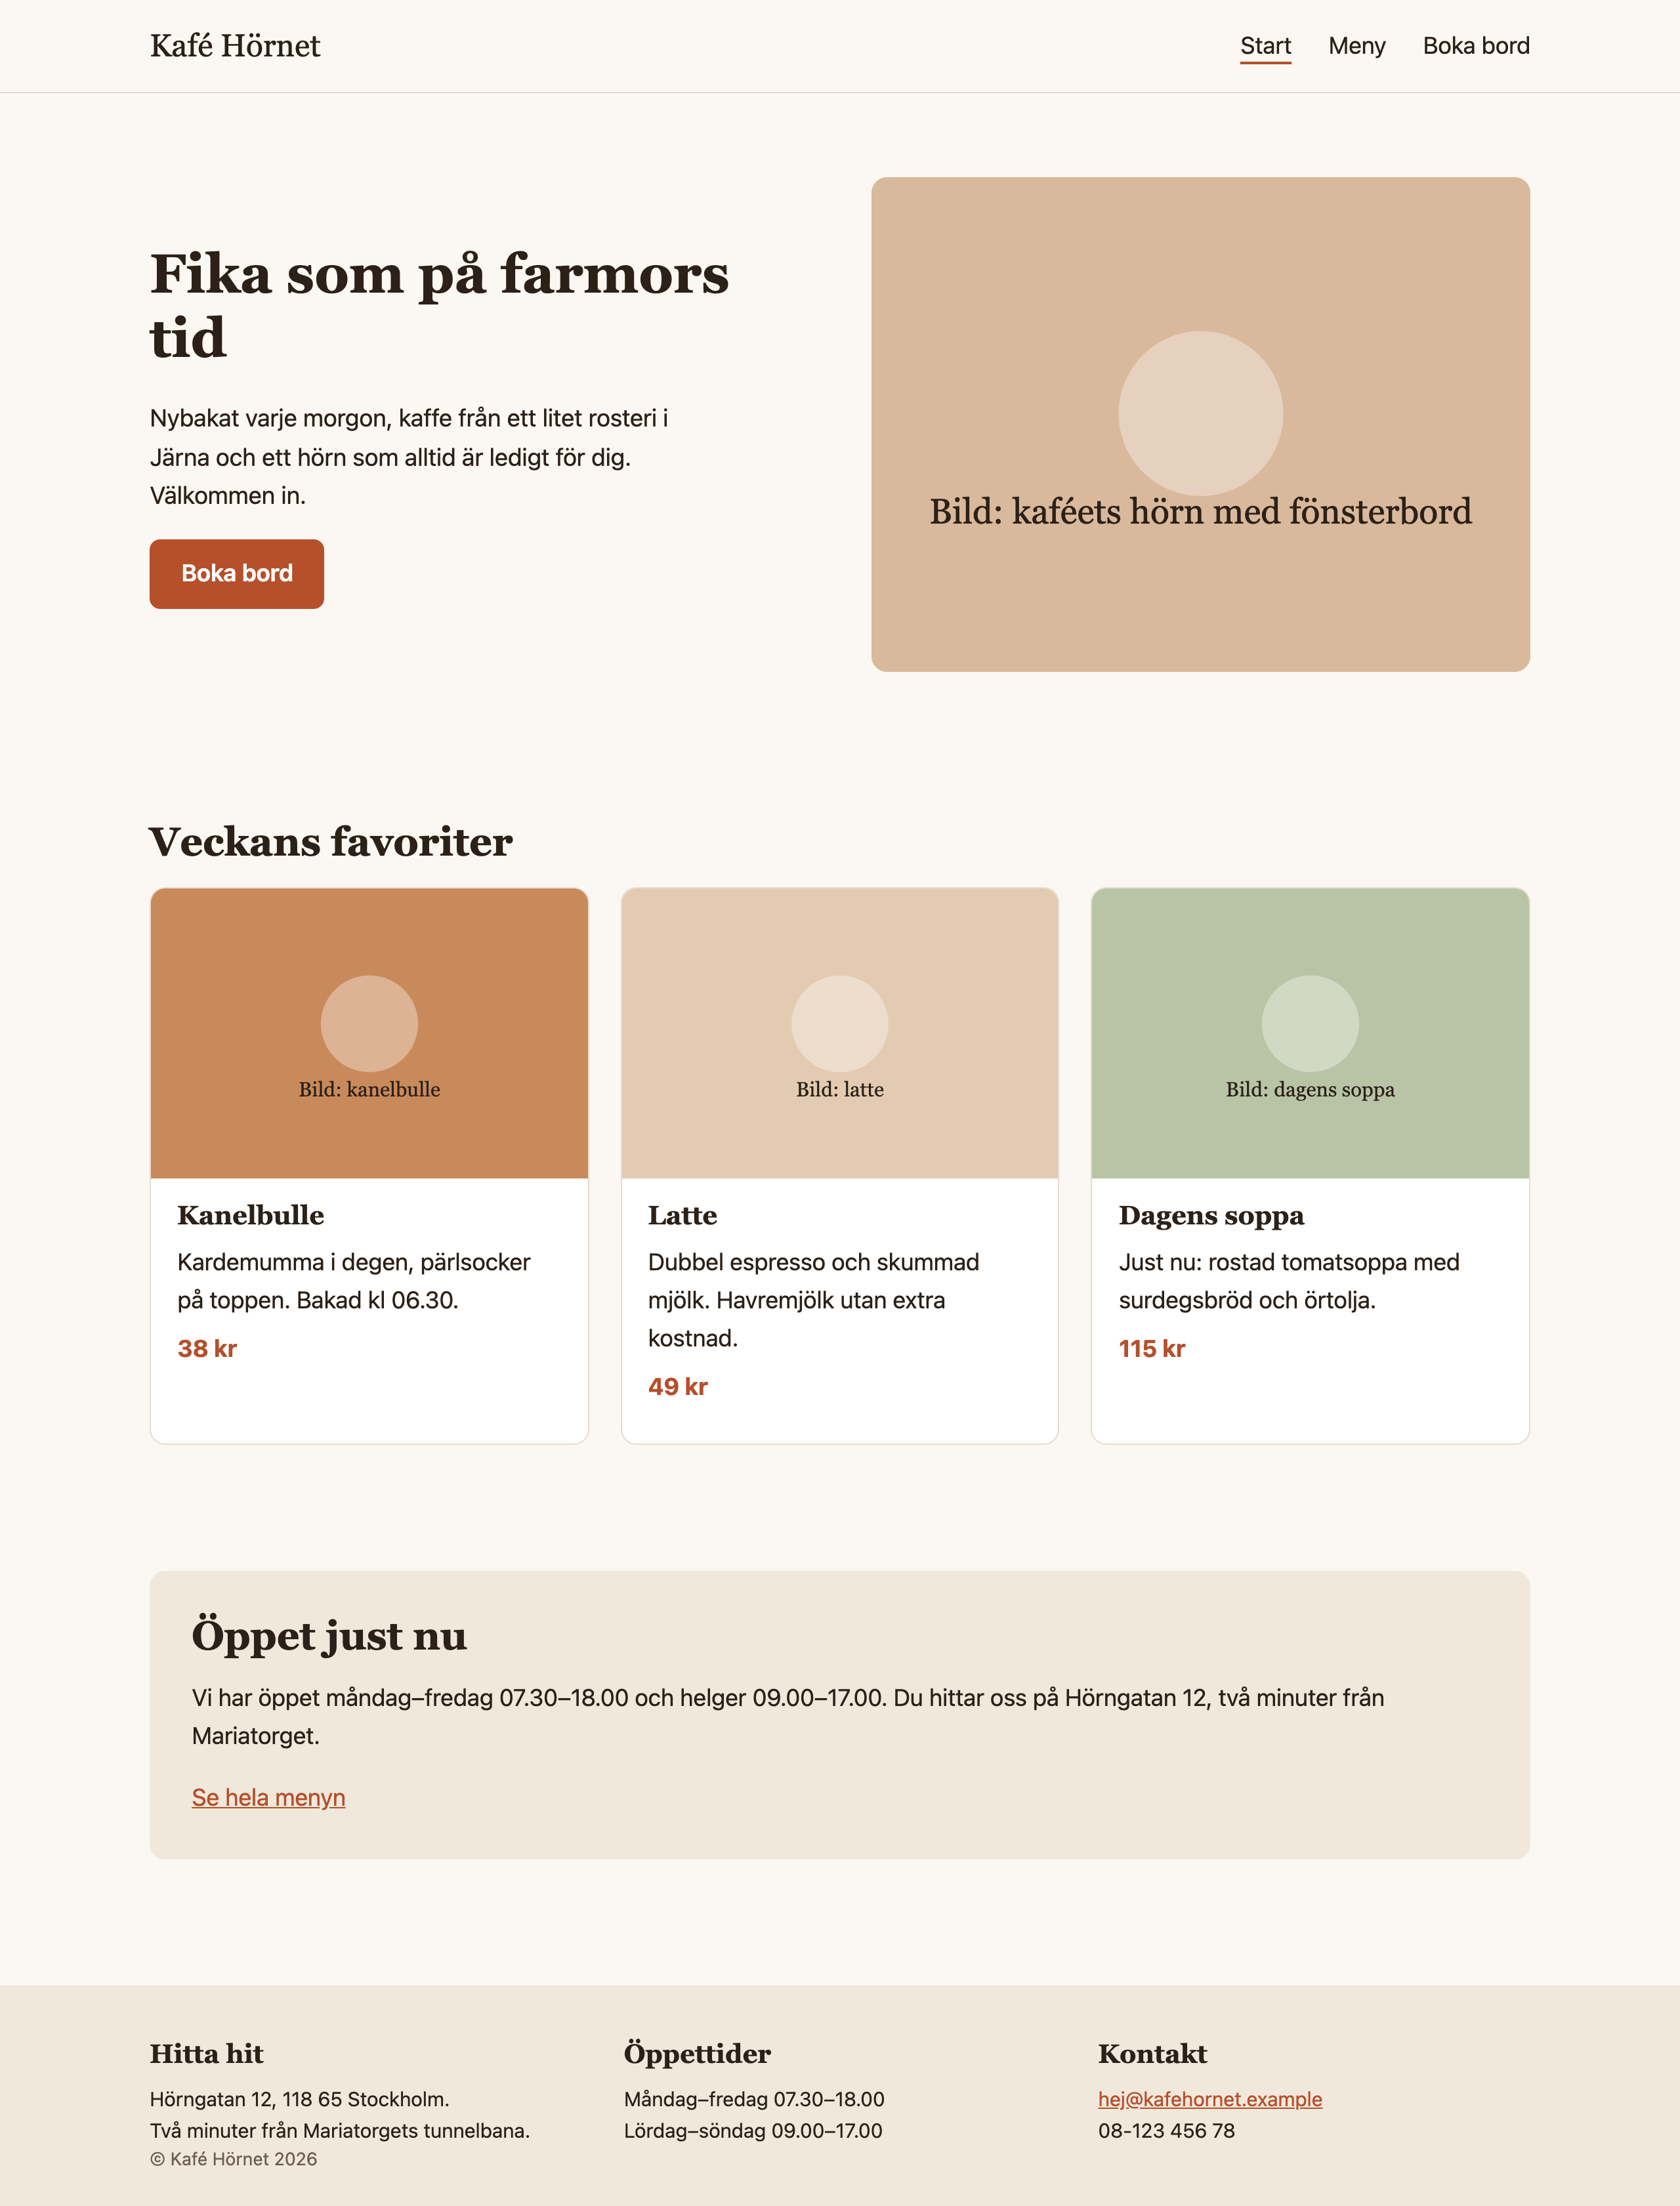 Kafé Hörnet
Start
Meny
Boka bord
Fika som på farmors
tid
Nybakat varje morgon, kaffe från ett litet rosteri i
Järna och ett hörn som alltid är ledigt för dig.
Välkommen in.
Boka bord
Bild: kaféets hörn med fönsterbord
Veckans favoriter
Bild: kanelbulle
Kanelbulle
Kardemumma i degen, pärlsocker
på toppen. Bakad kl 06.30.
38 kr
Bild: latte
Latte
Dubbel espresso och skummad
mjölk. Havremjölk utan extra
kostnad.
49 kr
Bild: dagens soppa
Dagens soppa
Just nu: rostad tomatsoppa med
surdegsbröd och örtolja.
115 kr
Öppet just nu
Vi har öppet måndag–fredag 07.30–18.00 och helger 09.00–17.00. Du hittar oss på Hörngatan 12, två minuter från
Mariatorget.
Se hela menyn
Hitta hit
Hörngatan 12, 118 65 Stockholm.
Två minuter från Mariatorgets tunnelbana.
© Kafé Hörnet 2026
Öppettider
Måndag–fredag 07.30–18.00
Lördag–söndag 09.00–17.00
Kontakt
hej@kafehornet.example
08-123 456 78